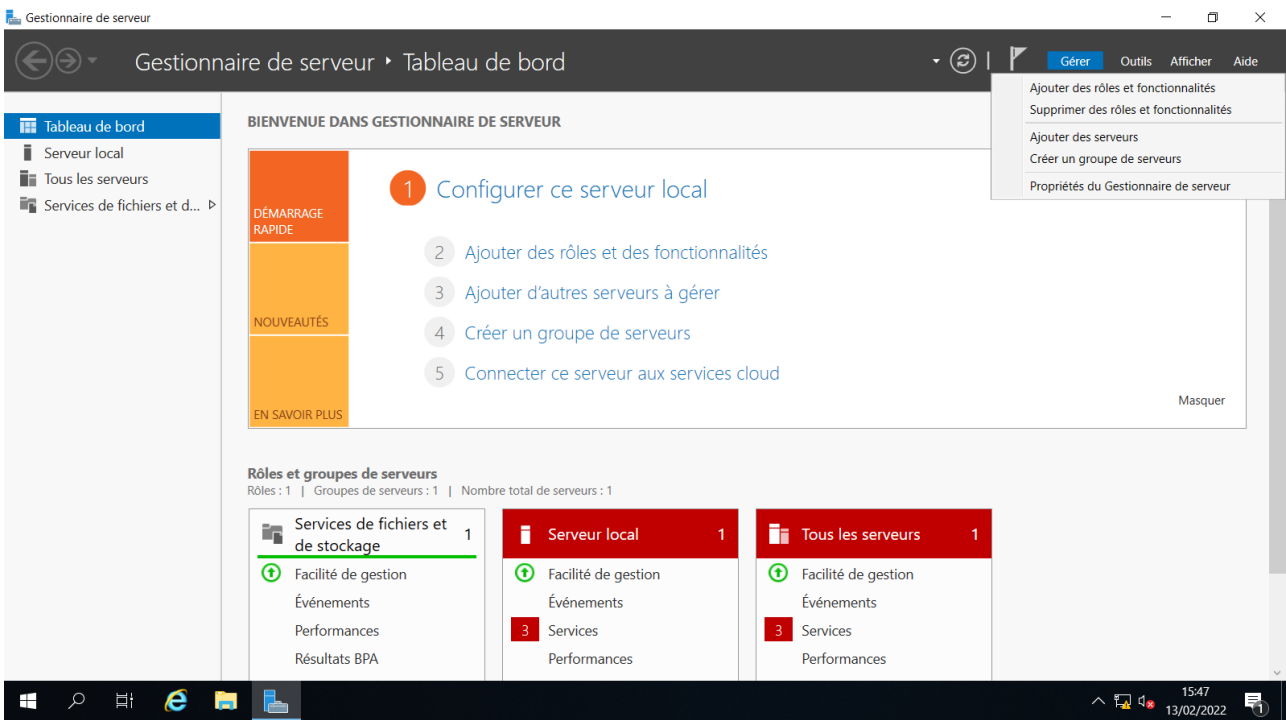 Gestionnaire de serveur
Gestionnaire de serveur ‣ Tableau de bord
Gérer Outils Afficher Aide
Ajouter des rôles et fonctionnalités
Supprimer des rôles et fonctionnalités
Ajouter des serveurs
Créer un groupe de serveurs
Propriétés du Gestionnaire de serveur
Tableau de bord
Serveur local
Tous les serveurs
Services de fichiers et d...
BIENVENUE DANS GESTIONNAIRE DE SERVEUR
DÉMARRAGE
RAPIDE
NOUVEAUTÉS
EN SAVOIR PLUS
1 Configurer ce serveur local
2 Ajouter des rôles et des fonctionnalités
3 Ajouter d'autres serveurs à gérer
4 Créer un groupe de serveurs
5 Connecter ce serveur aux services cloud
Masquer
Rôles et groupes de serveurs
Rôles : 1 | Groupes de serveurs : 1 | Nombre total de serveurs : 1
Services de fichiers et
de stockage
1
Facilité de gestion
Événements
Performances
Résultats BPA
Serveur local 1
Facilité de gestion
Événements
3 Services
Performances
Tous les serveurs 1
Facilité de gestion
Événements
3 Services
Performances
15:47
13/02/2022
1